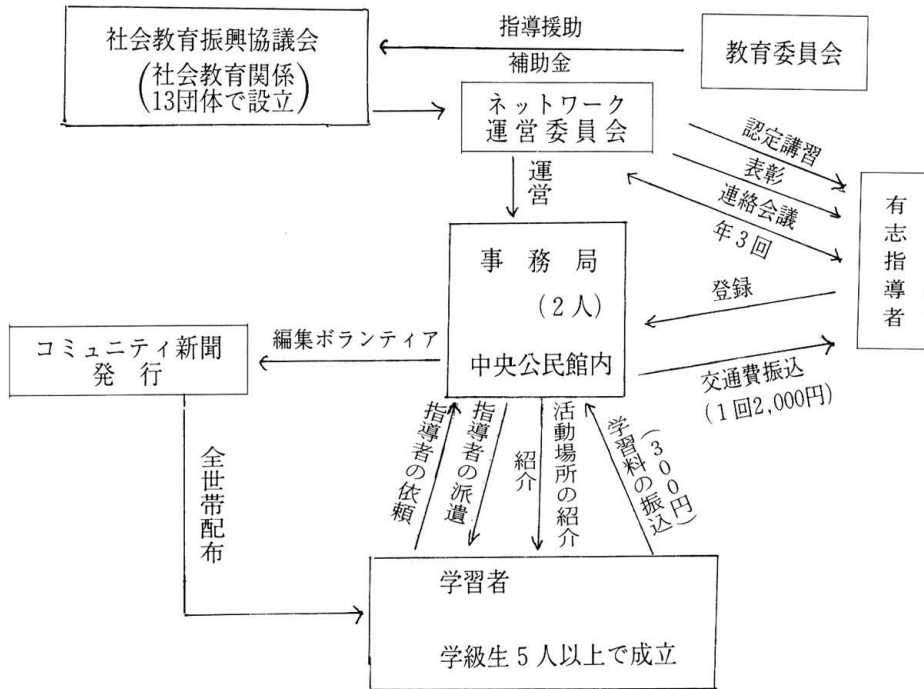 社会教育振興協議会
(社会教育関係
13団体で設立)
指導援助
補助金
教育委員会
ネットワーク
運営委員会
認定講習
表彰
連絡会議
年3回
有志指導者
運営
事務局
(2人)
中央公民館内
登録
交通費振込
(1回2,000円)
編集ボランティア
コミュニティ新聞
発行
全世帯配布
指導者の依頼
指導者の派遣
紹介
活動場所の紹介
学習料の振込
(300円)
学習者
学級生5人以上で成立